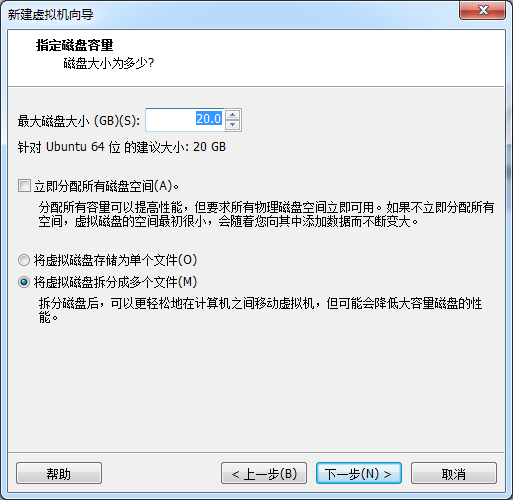 新建虚拟机向导
指定磁盘容量
磁盘大小为多少?
最大磁盘大小 (GB)(S): 20.0
针对 Ubuntu 64 位 的建议大小: 20 GB
立即分配所有磁盘空间(A)。
分配所有容量可以提高性能，但要求所有物理磁盘空间立即可用。如果不立即分配所有
空间，虚拟磁盘的空间最初很小，会随着您向其中添加数据而不断变大。
将虚拟磁盘存储为单个文件(O)
将虚拟磁盘拆分成多个文件(M)
拆分磁盘后，可以更轻松地在计算机之间移动虚拟机，但可能会降低大容量磁盘的性
能。
帮助 < 上一步(B) 下一步(N) > 取消